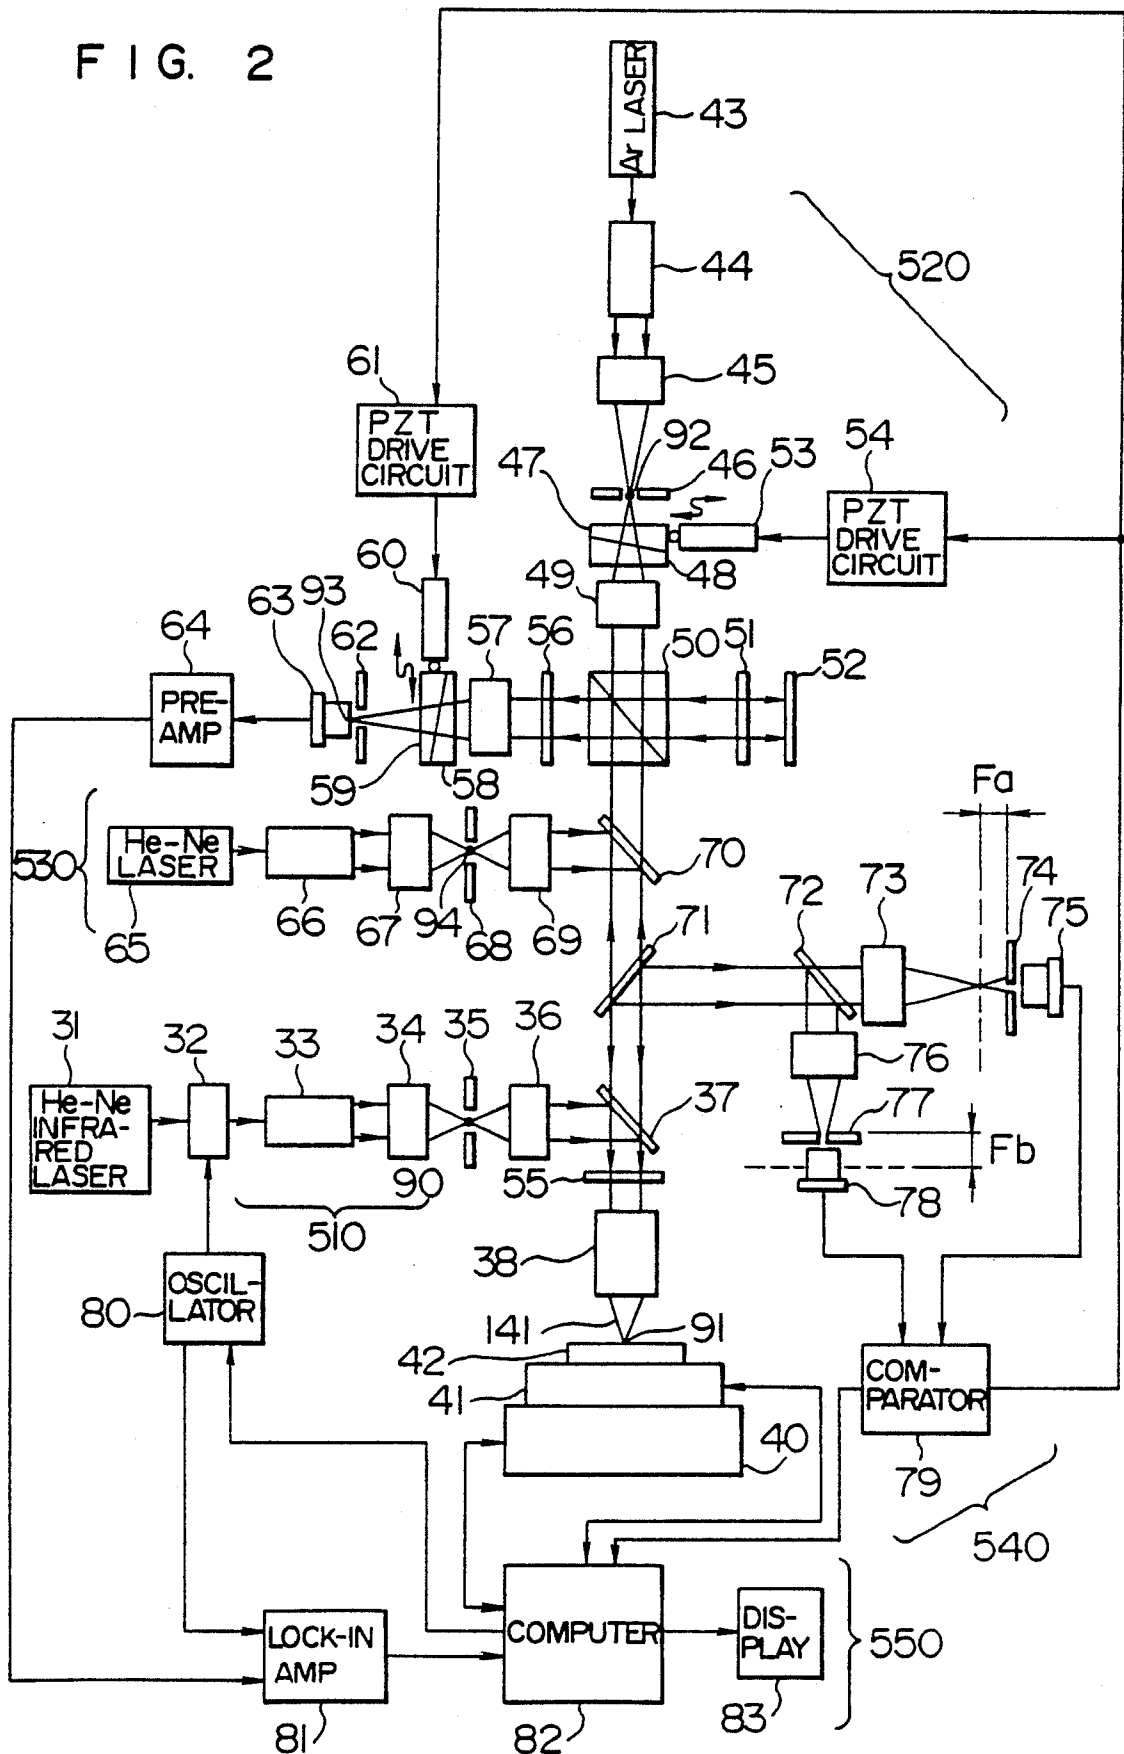 FIG. 2
Ar LASER
43
44
520
45
61
PZT
DRIVE
CIRCUIT
92
47
46
53
54
PZT
DRIVE
CIRCUIT
48
60
49
93
63
62
57
56
50
51
52
64
PRE-
AMP
59
58
Fa
530
He-Ne
LASER
65
66
67
94
68
69
70
71
72
73
74
75
31
32
33
34
35
36
37
76
77
Fb
78
He-Ne
INFRA-
RED
LASER
90
55
510
38
80
OSCIL-
LATOR
141
91
42
41
40
COM-
PARATOR
79
540
COMPUTER
DIS-
PLAY
550
LOCK-IN
AMP
81
82
83